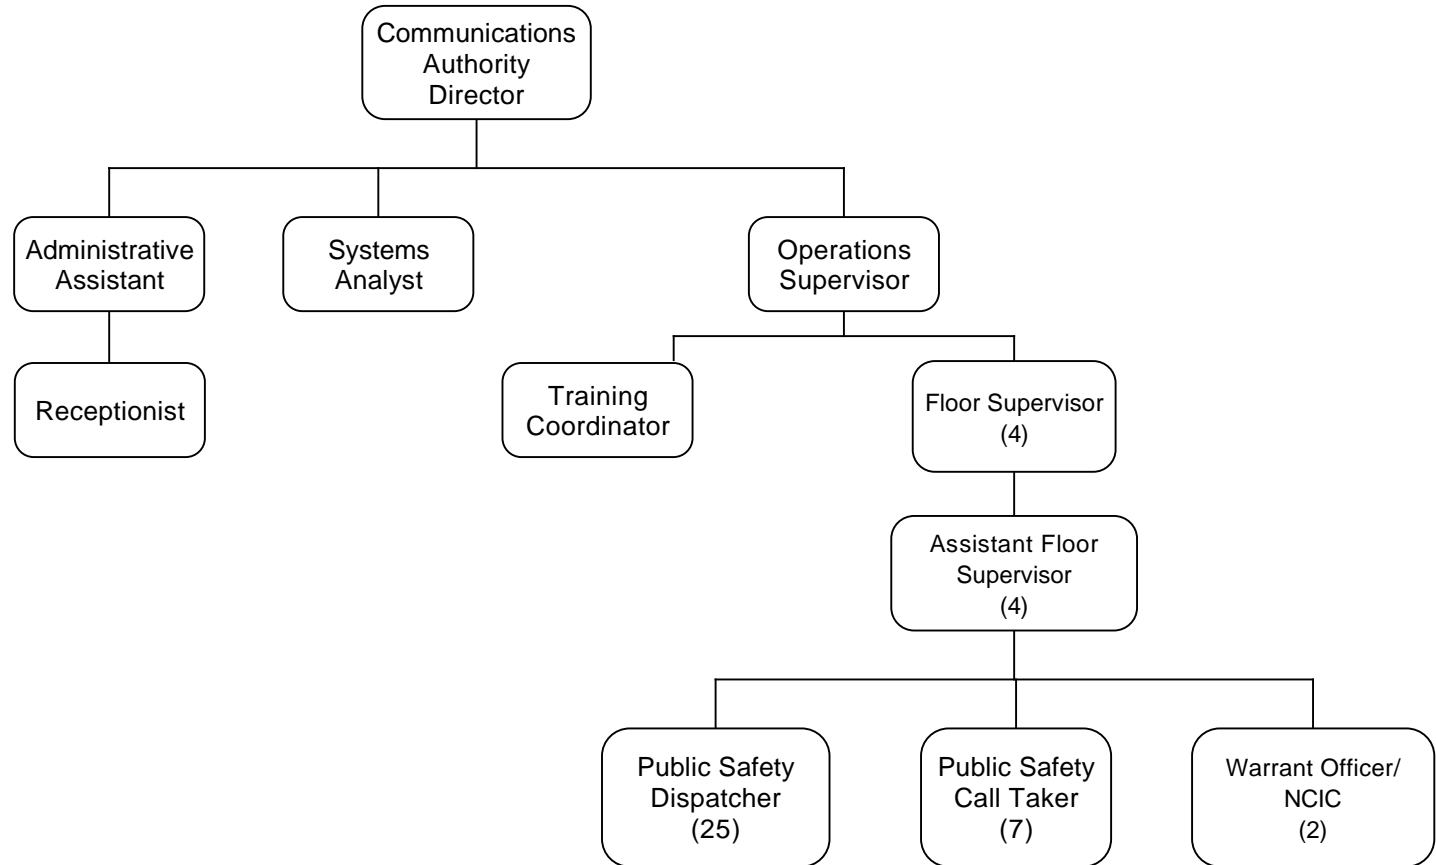 Communications
Authority
Director
Administrative
Assistant
Systems
Analyst
Operations
Supervisor
Receptionist
Training
Coordinator
Floor Supervisor
(4)
Assistant Floor
Supervisor
(4)
Public Safety
Dispatcher
(25)
Public Safety
Call Taker
(7)
Warrant Officer/
NCIC
(2)